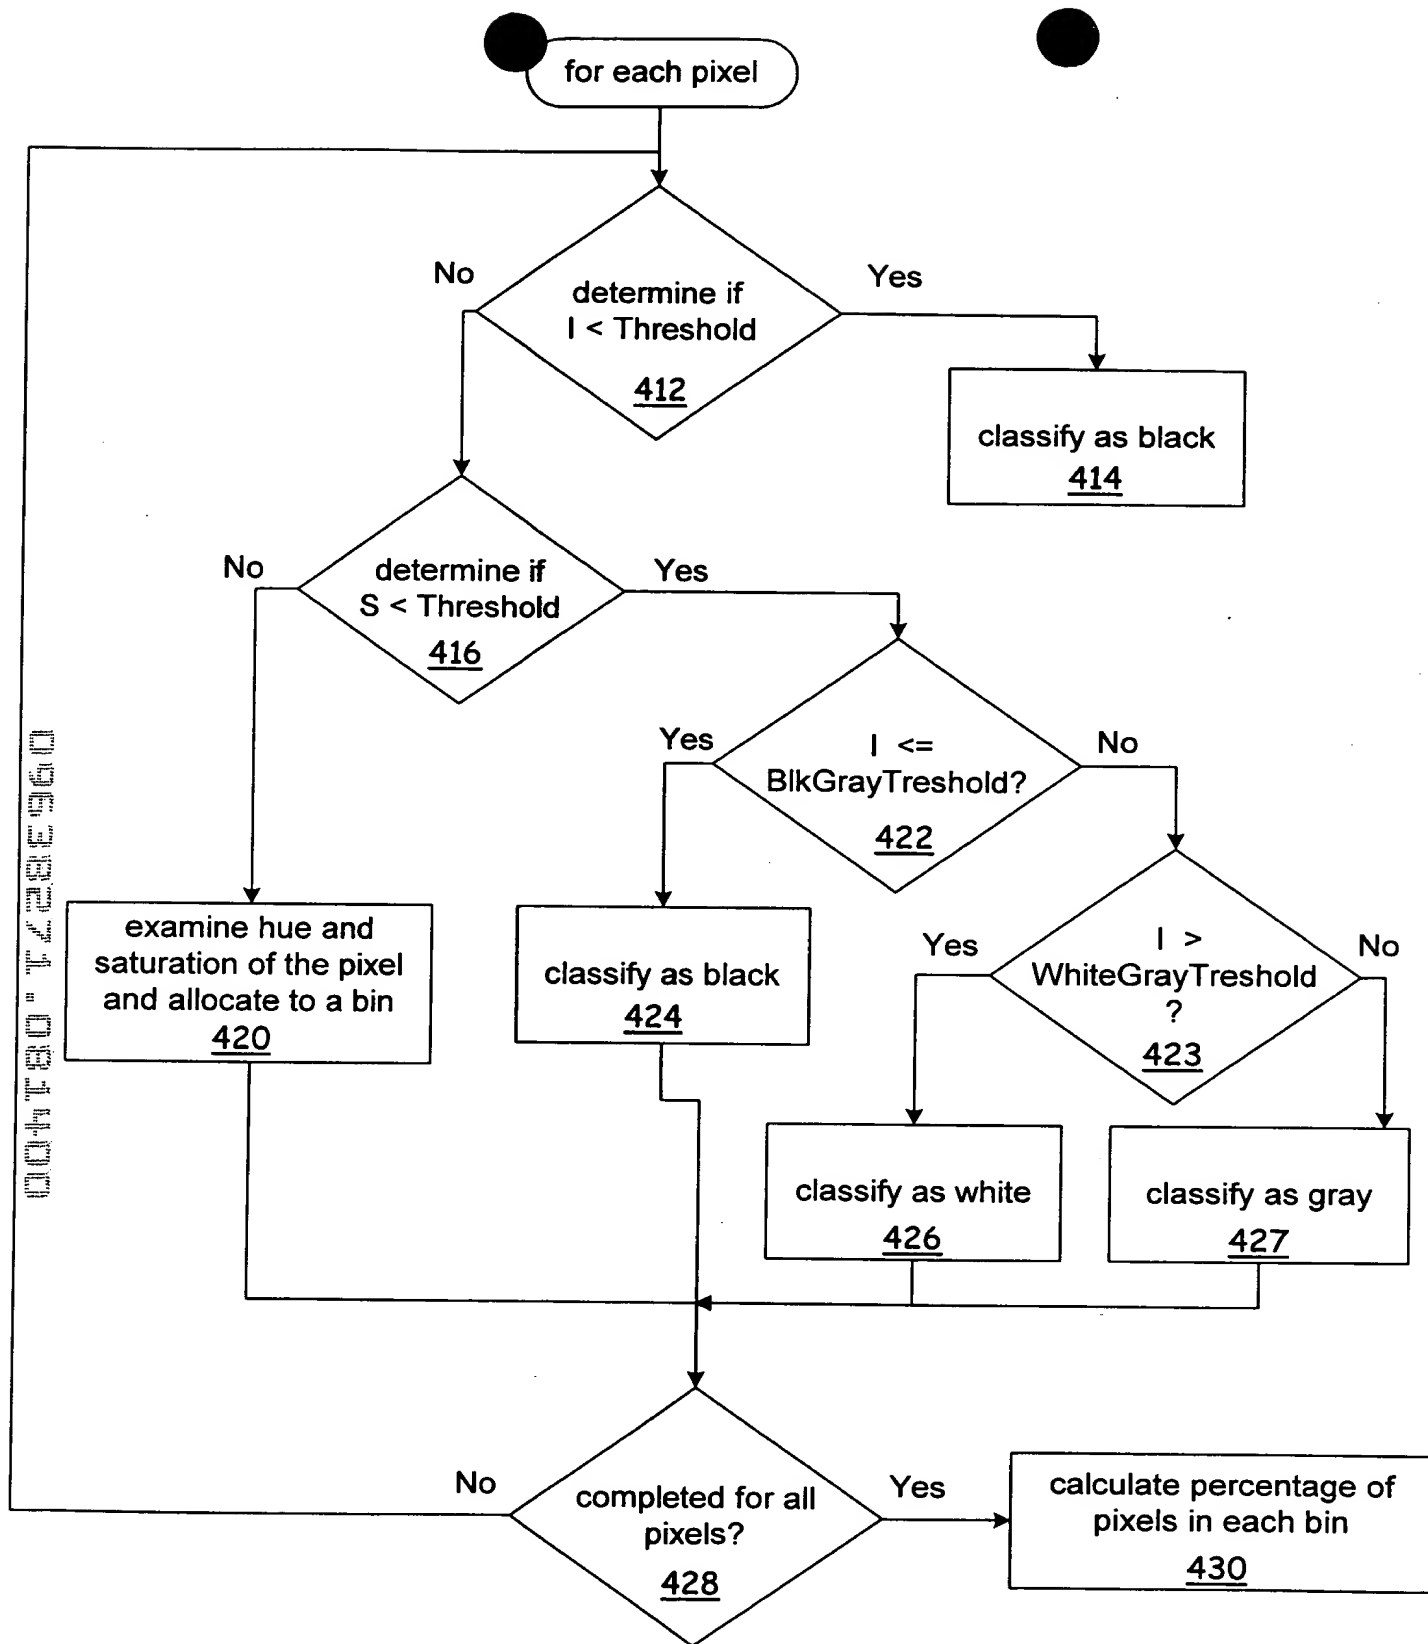 for each pixel
No
Yes
determine if
I < Threshold
412
classify as black
414
No
determine if
S < Threshold
416
Yes
Yes
I <=
BlkGrayTreshold?
422
No
examine hue and
saturation of the pixel
and allocate to a bin
420
classify as black
424
Yes
I >
WhiteGrayTreshold
?
423
No
classify as white
426
classify as gray
427
No
completed for all
pixels?
428
Yes
calculate percentage of
pixels in each bin
430
09638271.081400